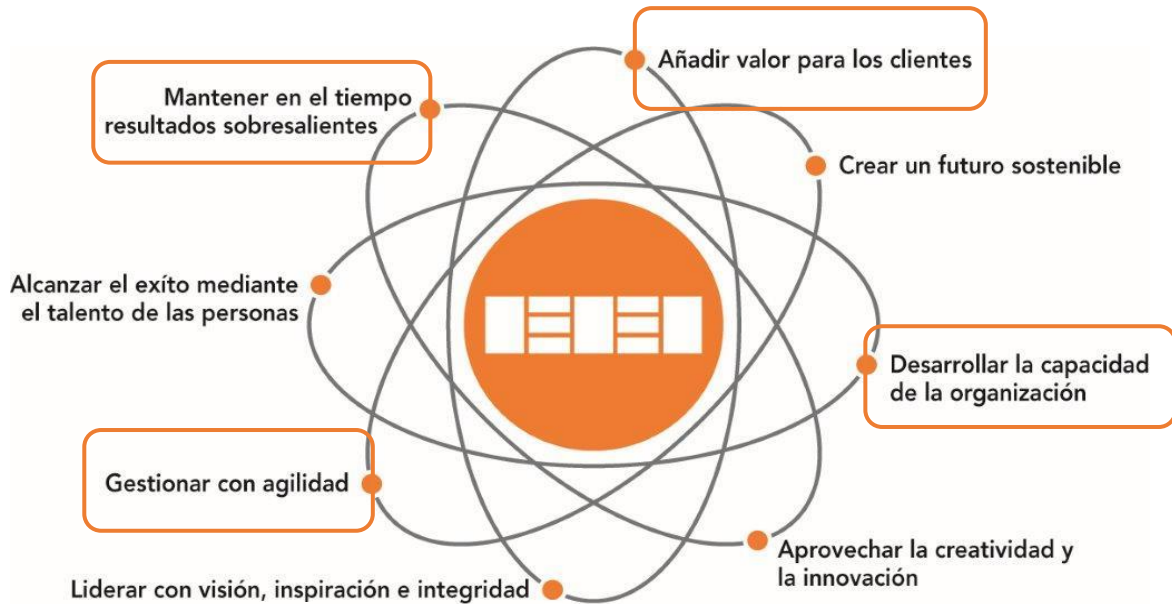 Añadir valor para los clientes
Mantener en el tiempo
resultados sobresalientes
Crear un futuro sostenible
Alcanzar el exíto mediante
el talento de las personas
Desarrollar la capacidad
de la organización
Gestionar con agilidad
Aprovechar la creatividad y
la innovación
Liderar con visión, inspiración e integridad